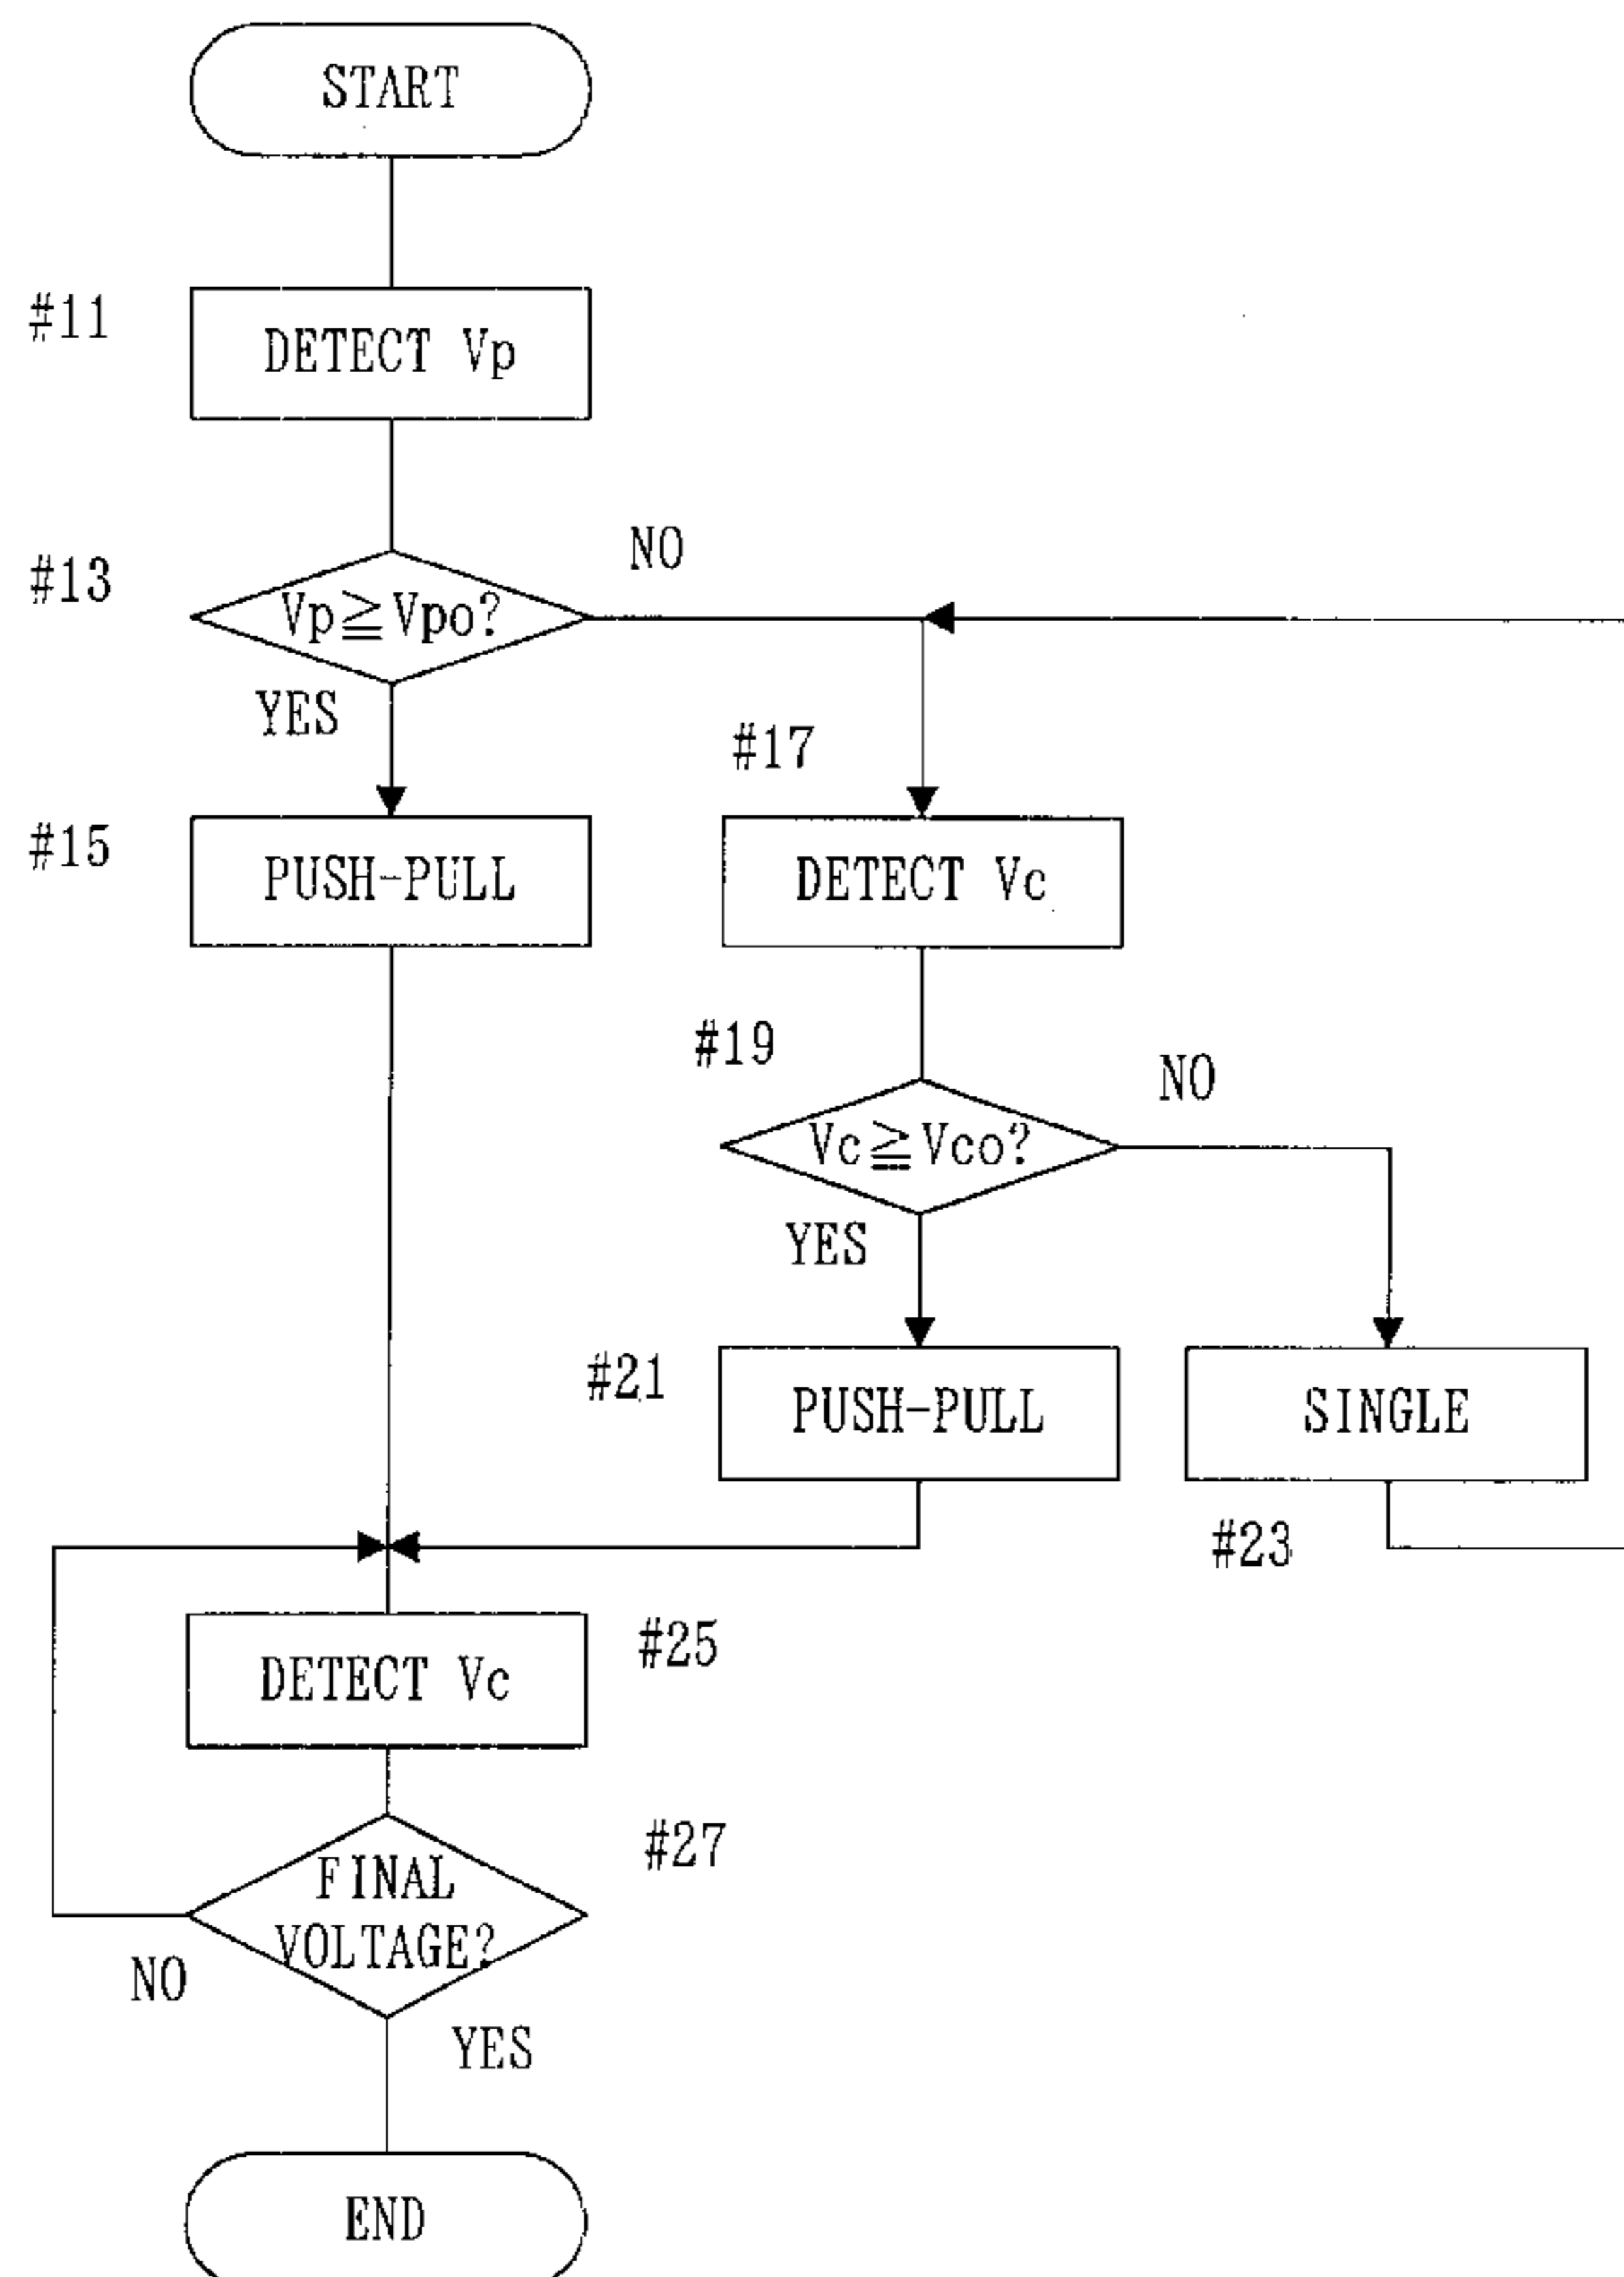 START
#11
DETECT Vp
#13
Vp≧Vpo?
NO
YES
#15
PUSH-PULL
#17
DETECT Vc
#19
Vc≧Vco?
NO
YES
#21
PUSH-PULL
SINGLE
#23
DETECT Vc
#25
FINAL
VOLTAGE?
#27
NO
YES
END